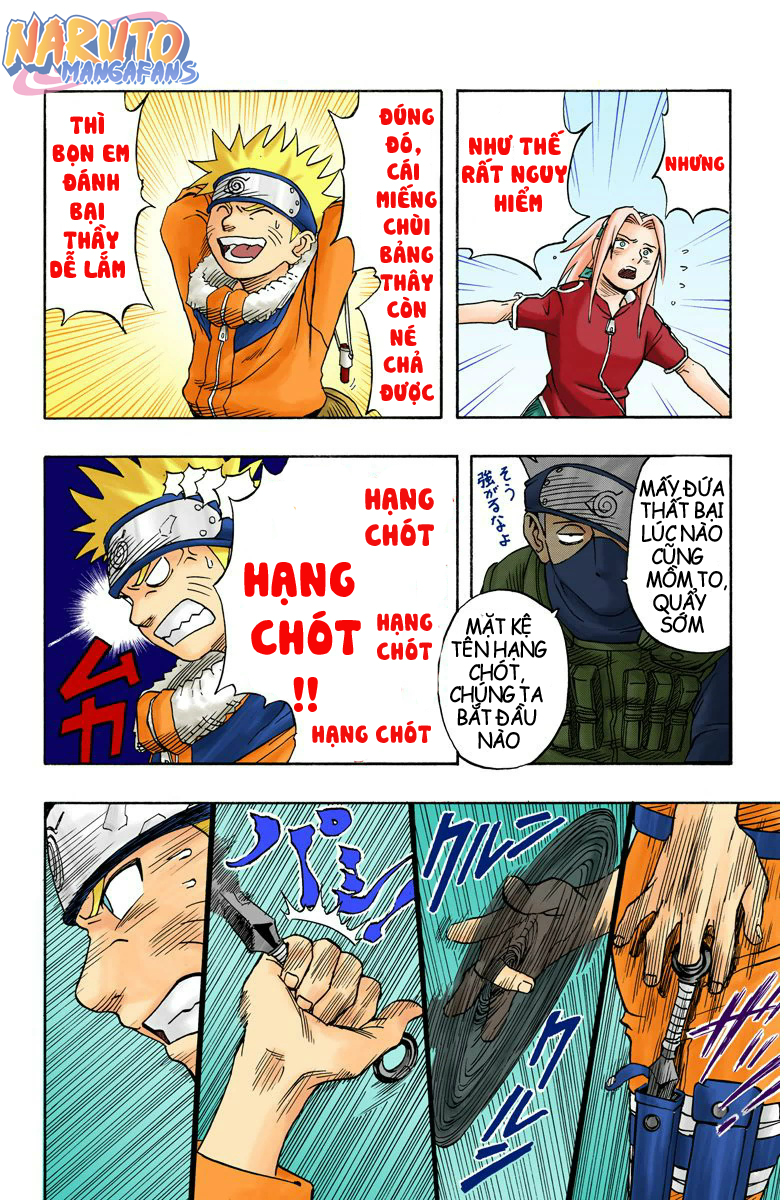 NARUTO
MANGAFANS
NHƯNG
NHƯ THẾ
RẤT NGUY
HIỂM
ĐÚNG
ĐÓ,
CÁI
MIẾNG
CHÙI
BẢNG
THẦY
CÒN
NÉ
CHẢ
ĐƯỢC
THÌ
BỌN EM
ĐÁNH
BẠI
THẦY
DỄ LẮM
MẤY ĐỨA
THẤT BẠI
LÚC NÀO
CŨNG
MỒM TO,
QUẨY
SỚM
そう
強がるなよ
MẶT KỆ
TÊN HẠNG
CHÓT,
CHÚNG TA
BẮT ĐẦU
NÀO
HẠNG
CHÓT
HẠNG
CHÓT
!!
HẠNG
CHÓT
HẠNG CHÓT
ムカ
クルン
クルン
パシ!